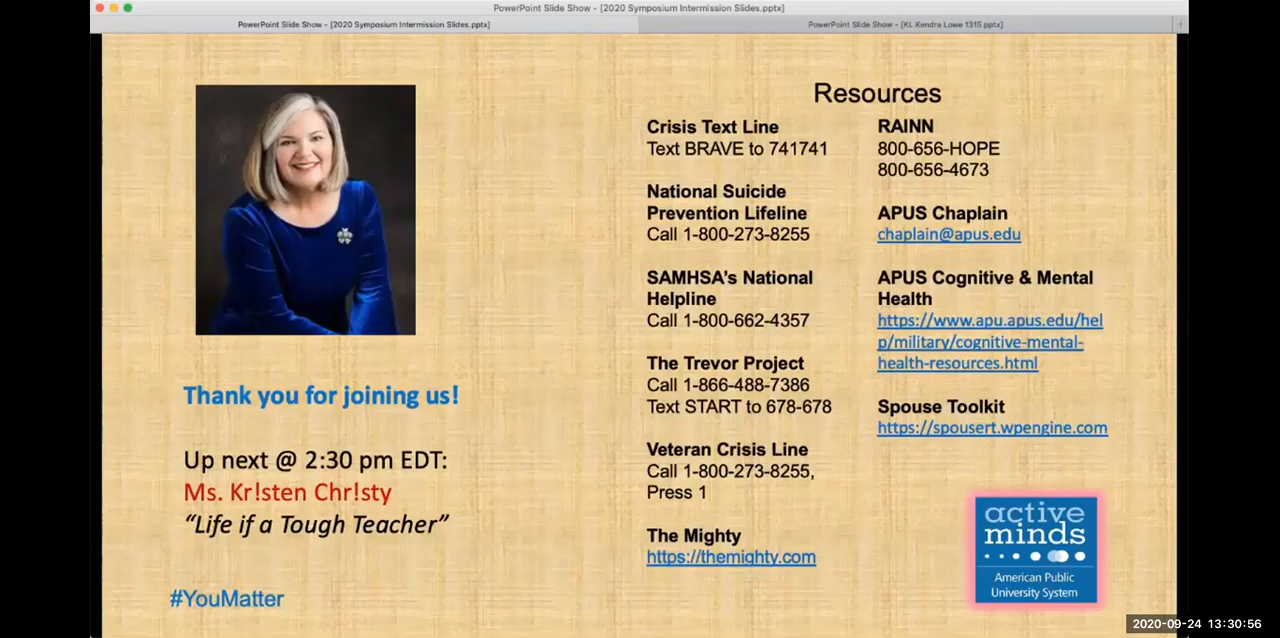 PowerPoint Slide Show - [2020 Symposium Intermission Slides.pptx]
PowerPoint Slide Show - [2020 Symposium Intermission Slides.pptx]
PowerPoint Slide Show - [KL Kendra Lowe 1315.pptx]
Thank you for joining us!
Up next @ 2:30 pm EDT:
Ms. Kr!sten Chr!sty
“Life if a Tough Teacher”
#YouMatter
Resources
Crisis Text Line
Text BRAVE to 741741
National Suicide
Prevention Lifeline
Call 1-800-273-8255
SAMHSA’s National
Helpline
Call 1-800-662-4357
The Trevor Project
Call 1-866-488-7386
Text START to 678-678
Veteran Crisis Line
Call 1-800-273-8255,
Press 1
The Mighty
https://themighty.com
RAINN
800-656-HOPE
800-656-4673
APUS Chaplain
chaplain@apus.edu
APUS Cognitive & Mental
Health
https://www.apu.apus.edu/hel
p/military/cognitive-mental-
health-resources.html
Spouse Toolkit
https://spousert.wpengine.com
active
minds
American Public
University System
2020-09-24 13:30:56